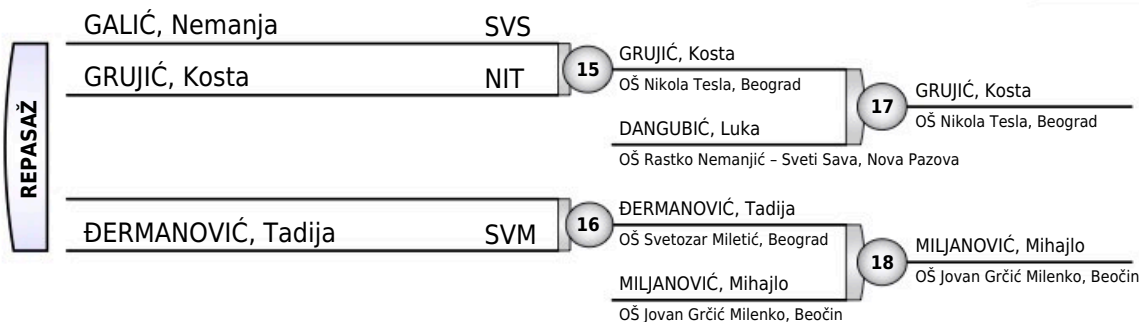 REPASAŽ
GALIĆ, Nemanja SVS
GRUJIĆ, Kosta NIT
15
GRUJIĆ, Kosta
OŠ Nikola Tesla, Beograd
DANGUBIĆ, Luka
OŠ Rastko Nemanjić – Sveti Sava, Nova Pazova
17
GRUJIĆ, Kosta
OŠ Nikola Tesla, Beograd
ĐERMANOVIĆ, Tadija SVM
16
ĐERMANOVIĆ, Tadija
OŠ Svetozar Miletić, Beograd
MILJANOVIĆ, Mihajlo
OŠ Jovan Grčić Milenko, Beočin
18
MILJANOVIĆ, Mihajlo
OŠ Jovan Grčić Milenko, Beočin